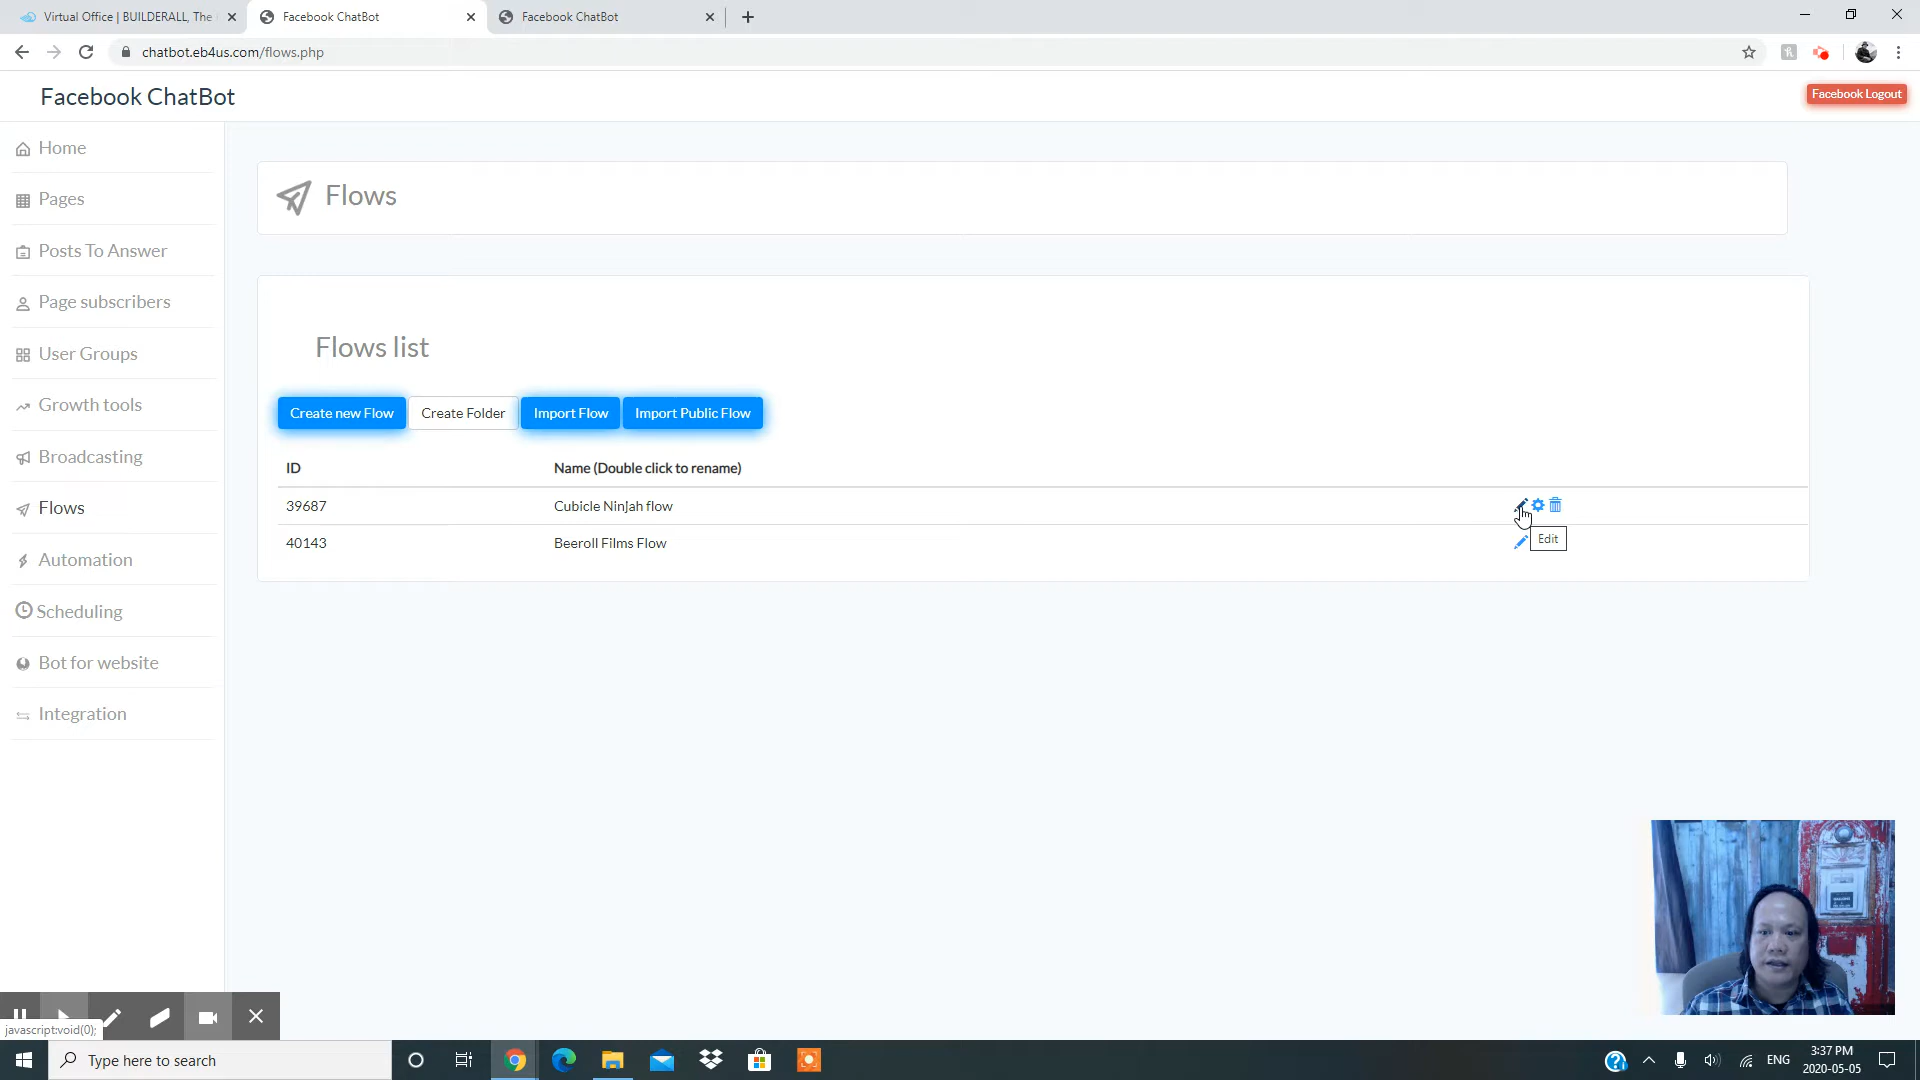 Virtual Office | BUILDERALL, The
Facebook ChatBot
Facebook ChatBot
chatbot.eb4us.com/flows.php
Facebook ChatBot
Facebook Logout
Home
Pages
Posts To Answer
Page subscribers
User Groups
Growth tools
Broadcasting
Flows
Automation
Scheduling
Bot for website
Integration
Flows
Flows list
Create new Flow
Create Folder
Import Flow
Import Public Flow
ID Name (Double click to rename)
39687 Cubicle Ninjah flow
40143 Beeroll Films Flow
Edit
javascript:void(0);
Type here to search
ENG
3:37 PM
2020-05-05